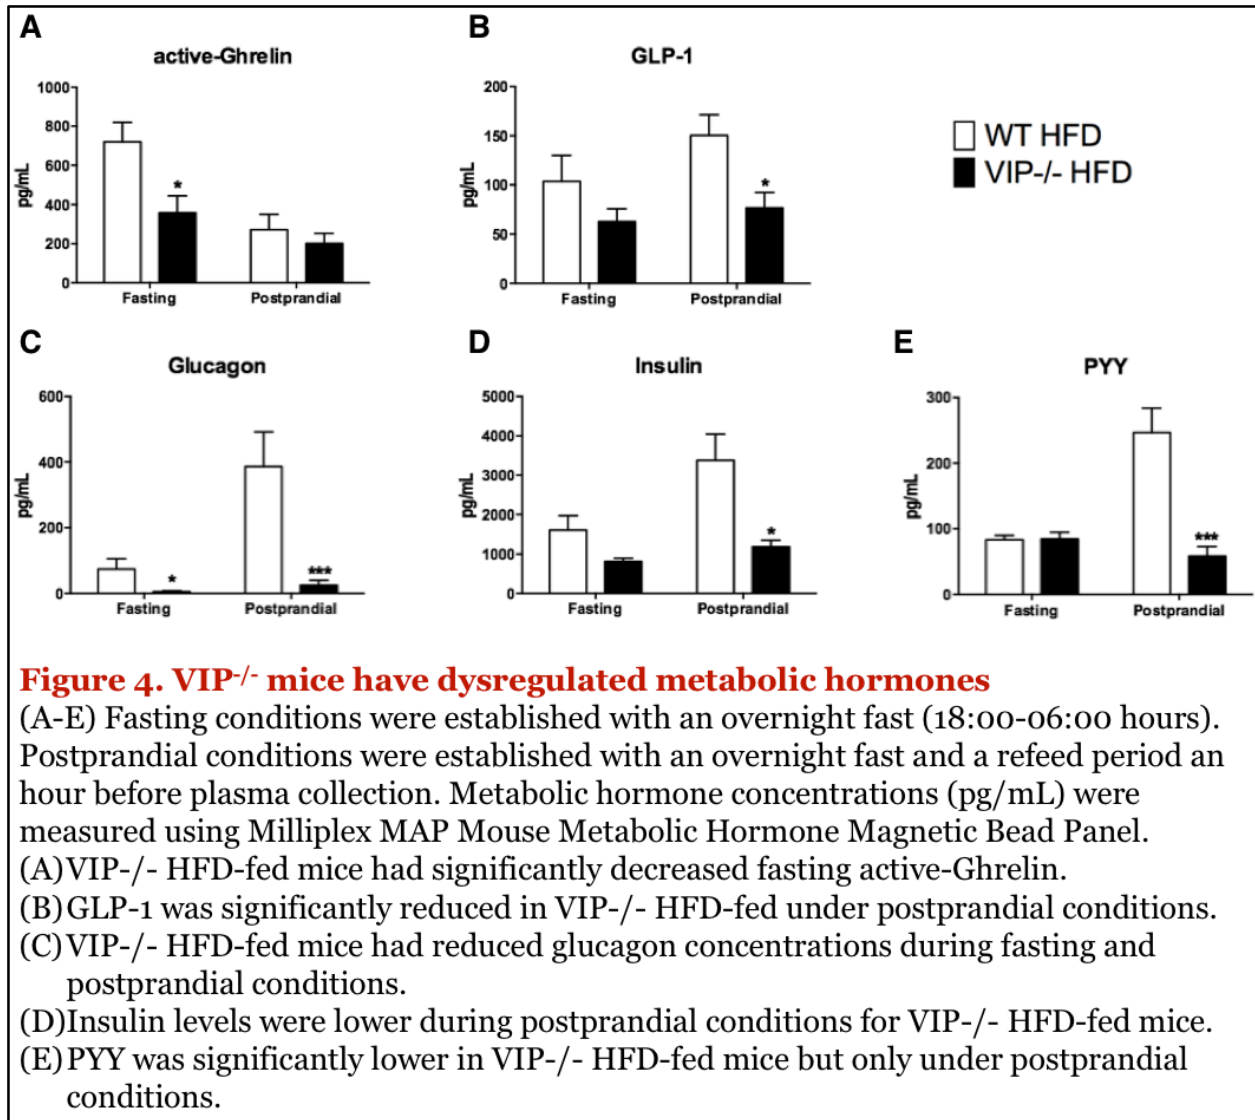 A
active-Ghrelin
1000
800
600
400
200
0
pg/mL
*
Fasting
Postprandial
B
GLP-1
200
150
100
50
0
pg/mL
*
Fasting
Postprandial
WT HFD
VIP-/- HFD
C
Glucagon
600
400
200
0
pg/mL
*
***
Fasting
Postprandial
D
Insulin
5000
4000
3000
2000
1000
0
pg/mL
*
Fasting
Postprandial
E
PYY
300
200
100
0
pg/mL
***
Fasting
Postprandial
Figure 4. VIP-/- mice have dysregulated metabolic hormones
(A-E) Fasting conditions were established with an overnight fast (18:00-06:00 hours).
Postprandial conditions were established with an overnight fast and a refeed period an
hour before plasma collection. Metabolic hormone concentrations (pg/mL) were
measured using Milliplex MAP Mouse Metabolic Hormone Magnetic Bead Panel.
(A) VIP-/- HFD-fed mice had significantly decreased fasting active-Ghrelin.
(B) GLP-1 was significantly reduced in VIP-/- HFD-fed under postprandial conditions.
(C) VIP-/- HFD-fed mice had reduced glucagon concentrations during fasting and
postprandial conditions.
(D) Insulin levels were lower during postprandial conditions for VIP-/- HFD-fed mice.
(E) PYY was significantly lower in VIP-/- HFD-fed mice but only under postprandial
conditions.